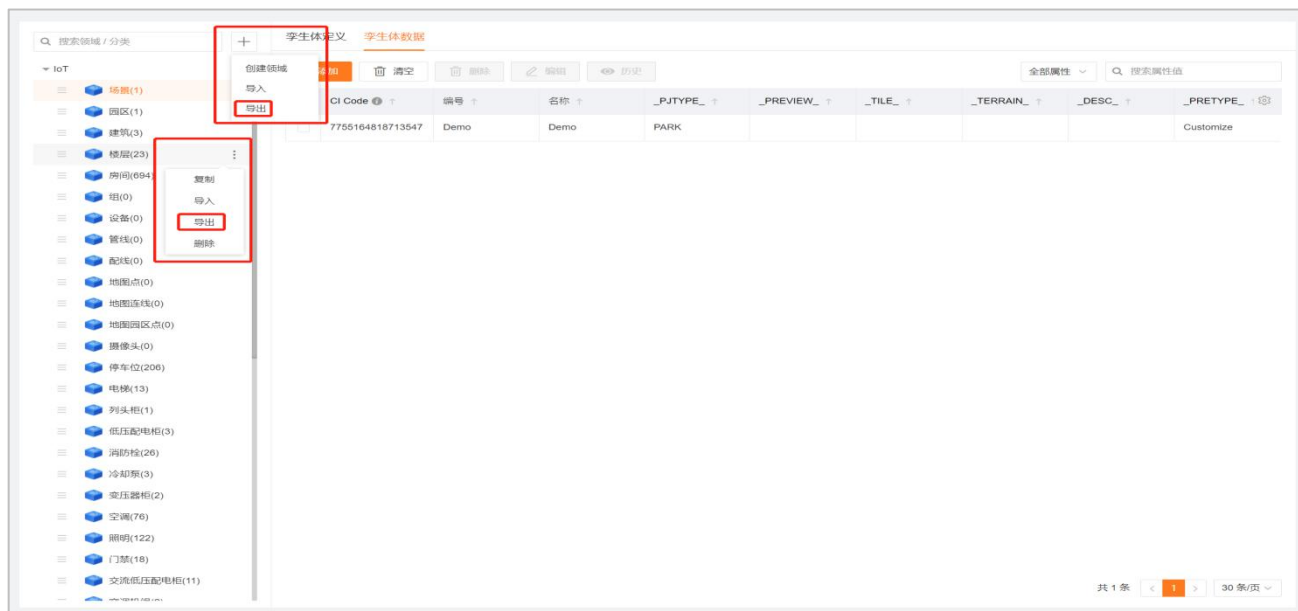 搜索领域 / 分类
+
孪生体定义 孪生体数据
IoT
创建领域
导入
导出
加 清空 删除 编辑 历史
全部属性 搜索属性值
CI Code 编号 名称 _PJTYPE_ _PREVIEW_ _TILE_ _TERRAIN_ _DESC_ _PRETYPE_
7755164818713547 Demo Demo PARK Customize
场景(1)
园区(1)
建筑(3)
楼层(23)
复制
导入
导出
删除
房间(694)
组(0)
设备(0)
管线(0)
配线(0)
地图点(0)
地图连线(0)
地图园区点(0)
摄像头(0)
停车位(206)
电梯(13)
列头柜(1)
低压配电柜(3)
消防栓(26)
冷却泵(3)
变压器柜(2)
空调(76)
照明(122)
门禁(18)
交流低压配电柜(11)
共 1 条 < 1 > 30 条/页